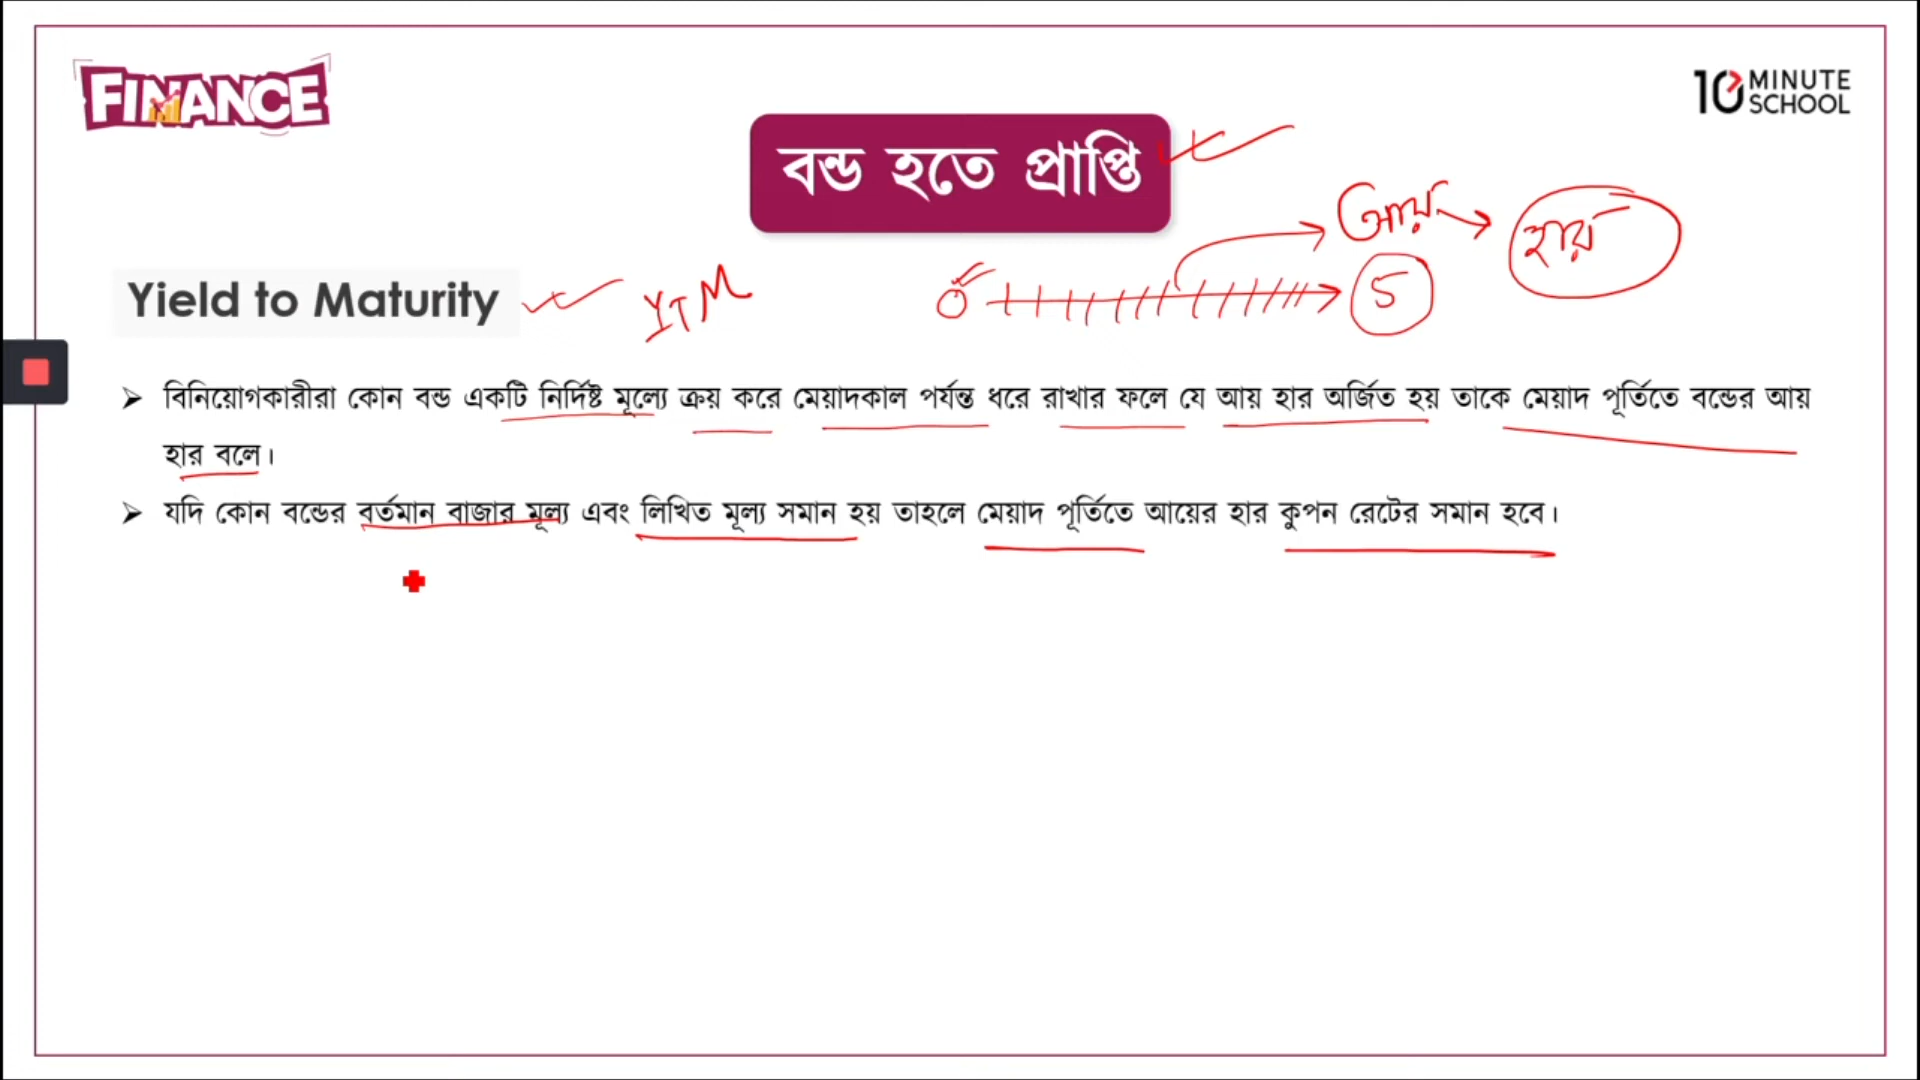 FINANCE
10 MINUTE SCHOOL
বন্ড হতে প্রাপ্তি
আয় হার
Yield to Maturity YTM 0 5
বিনিয়োগকারীরা কোন বন্ড একটি নির্দিষ্ট মূল্যে ক্রয় করে মেয়াদকাল পর্যন্ত ধরে রাখার ফলে যে আয় হার অর্জিত হয় তাকে মেয়াদ পূর্তিতে বন্ডের আয়
হার বলে।
যদি কোন বন্ডের বর্তমান বাজার মূল্য এবং লিখিত মূল্য সমান হয় তাহলে মেয়াদ পূর্তিতে আয়ের হার কুপন রেটের সমান হবে।